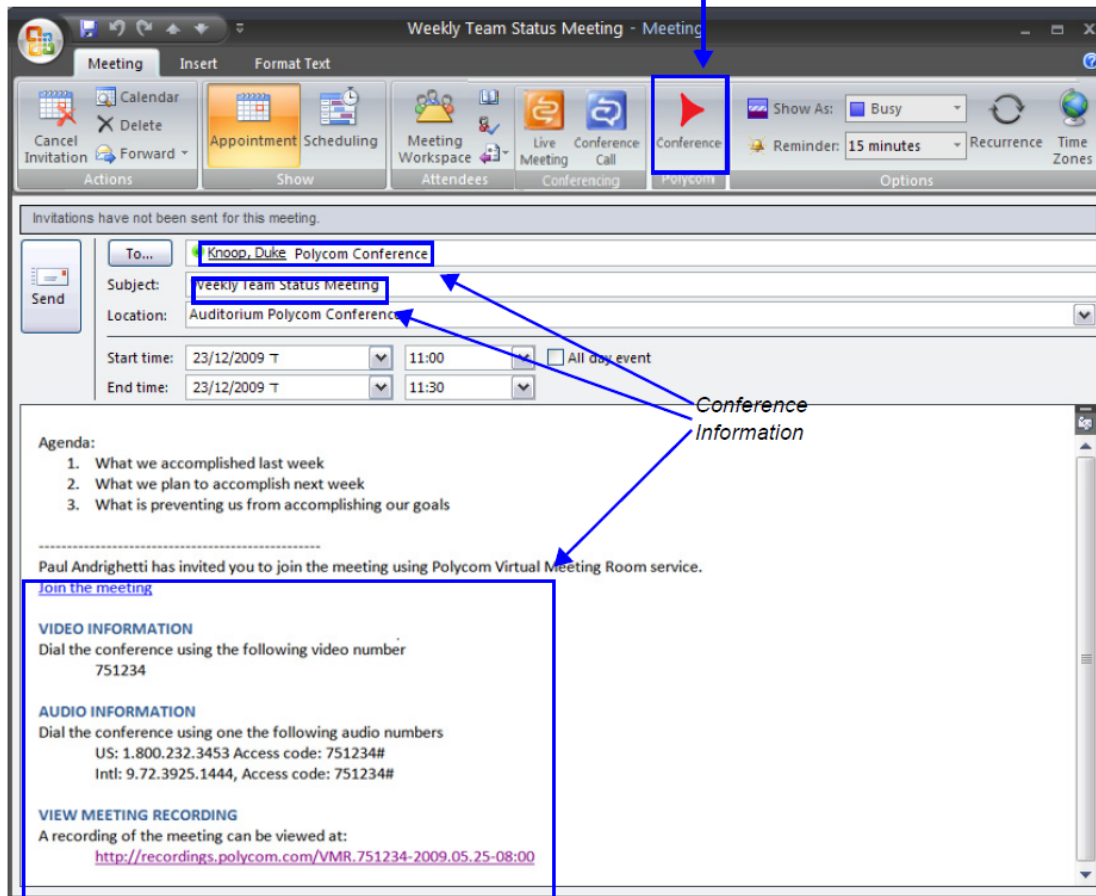 Weekly Team Status Meeting - Meeting
Meeting Insert Format Text
Cancel Invitation
Calendar
Delete
Forward
Actions
Appointment Scheduling
Show
Meeting Workspace
Attendees
Live Meeting
Conference Call
Conferencing
Conference
Polycom
Show As: Busy
Reminder: 15 minutes
Recurrence
Time Zones
Options
Invitations have not been sent for this meeting.
Send
To... Knoop, Duke Polycom Conference
Subject: Weekly Team Status Meeting
Location: Auditorium Polycom Conference
Start time: 23/12/2009 ד 11:00 All day event
End time: 23/12/2009 ד 11:30
Conference
Information
Agenda:
1. What we accomplished last week
2. What we plan to accomplish next week
3. What is preventing us from accomplishing our goals
--------------------------------------------------
Paul Andrighetti has invited you to join the meeting using Polycom Virtual Meeting Room service.
Join the meeting
VIDEO INFORMATION
Dial the conference using the following video number
751234
AUDIO INFORMATION
Dial the conference using one the following audio numbers
US: 1.800.232.3453 Access code: 751234#
Intl: 9.72.3925.1444, Access code: 751234#
VIEW MEETING RECORDING
A recording of the meeting can be viewed at:
http://recordings.polycom.com/VMR.751234-2009.05.25-08:00